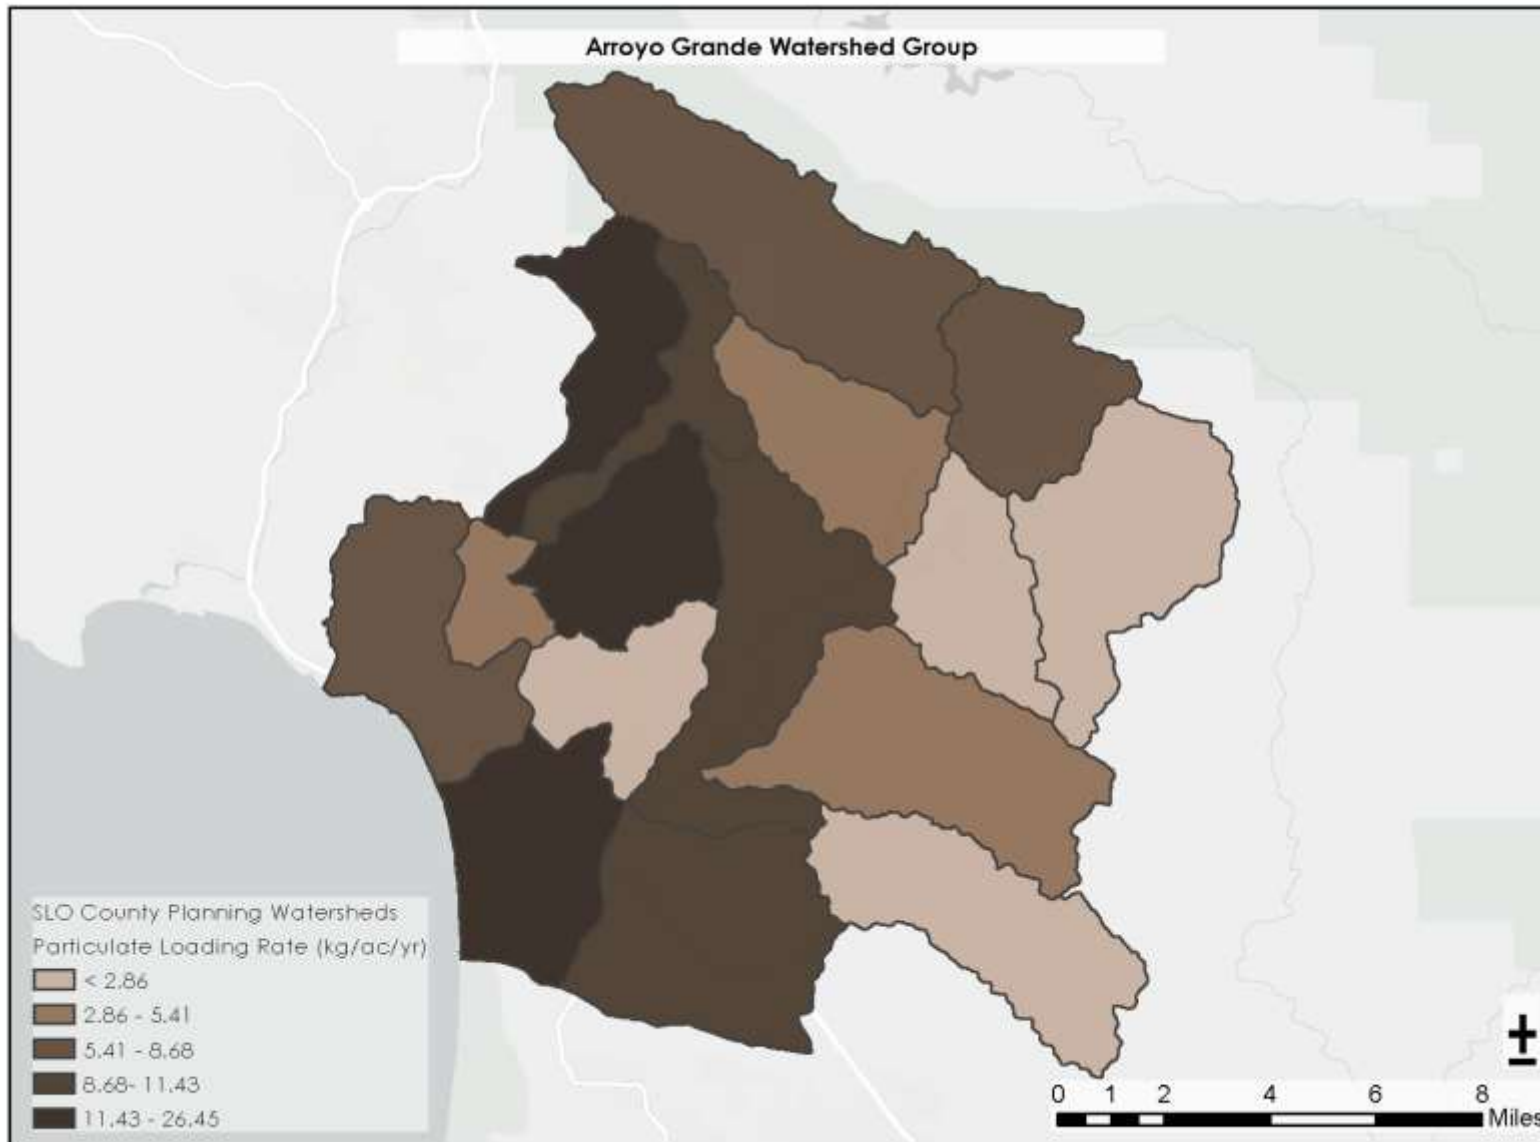 Arroyo Grande Watershed Group
SLO County Planning Watersheds
Particulate Loading Rate (kg/ac/yr)
< 2.86
2.86 - 5.41
5.41 - 8.68
8.68- 11.43
11.43 - 26.45
0 1 2 4 6 8
Miles